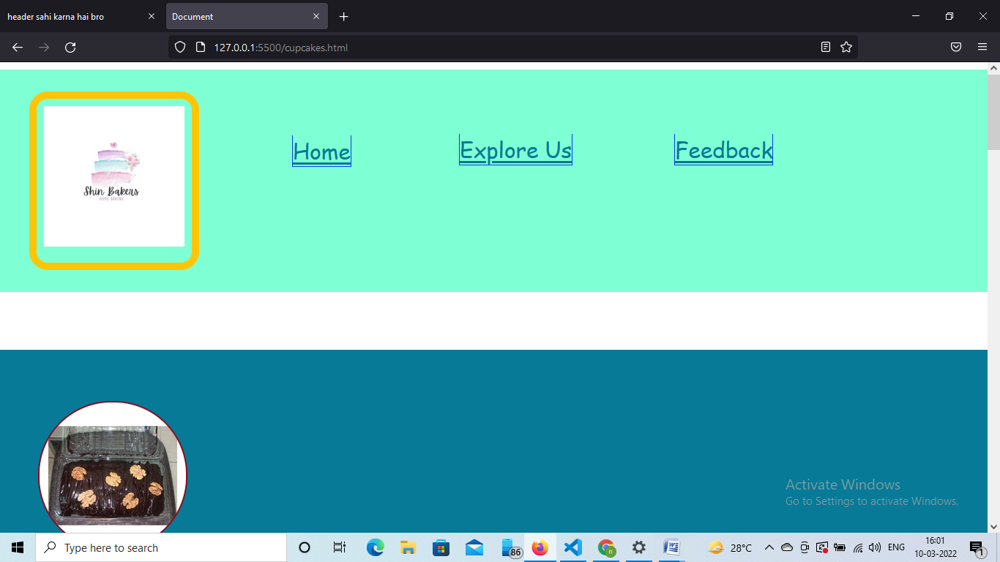 header sahi karna hai bro
Document
127.0.0.1:5500/cupcakes.html
Shin Bakers
HOME BAKING
Home
Explore Us
Feedback
Activate Windows
Go to Settings to activate Windows.
Type here to search
86
28°C
ENG
16:01
10-03-2022
1